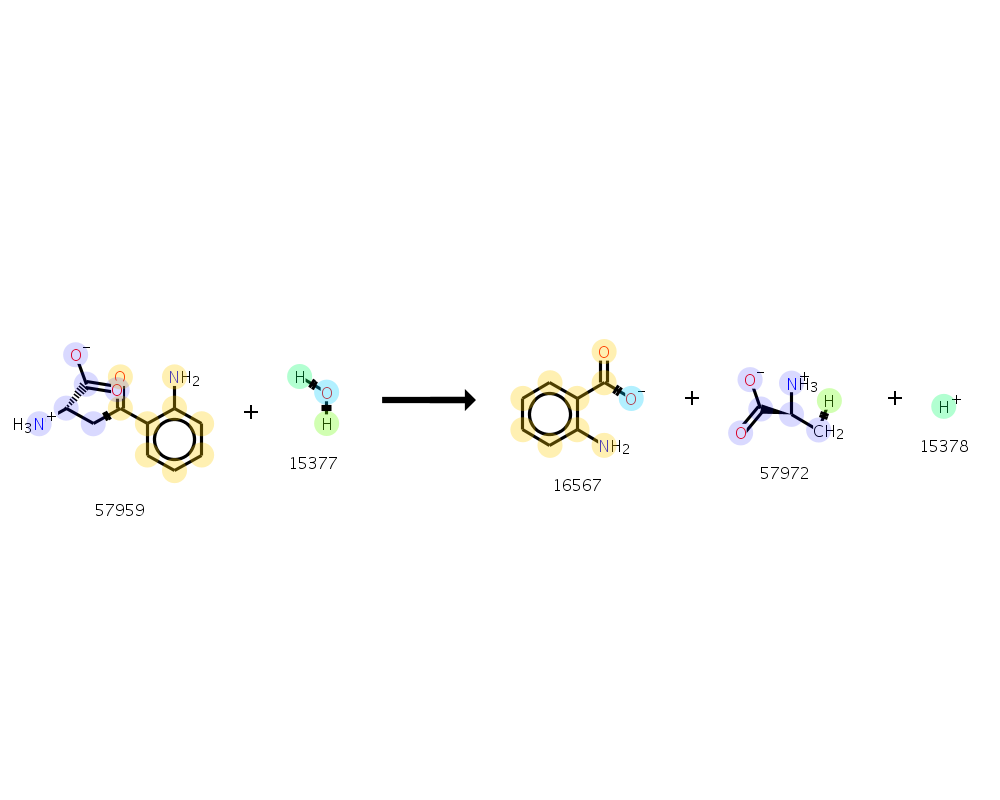 O−
O
O
NH2
H3N+
57959
+
H
O
H
15377
O
O−
NH2
16567
+
O−
NH3+
H
O
CH2
57972
+
H+
15378